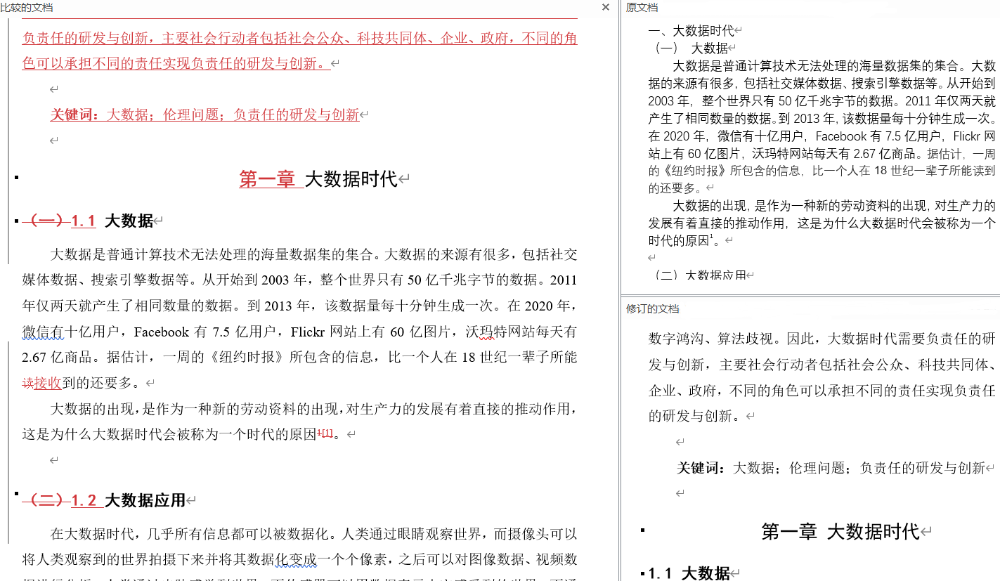 比较的文档
负责任的研发与创新，主要社会行动者包括社会公众、科技共同体、企业、政府，不同的角
色可以承担不同的责任实现负责任的研发与创新。
关键词：大数据；伦理问题；负责任的研发与创新
第一章 大数据时代
（一）1.1 大数据
大数据是普通计算技术无法处理的海量数据集的集合。大数据的来源有很多，包括社交
媒体数据、搜索引擎数据等。从开始到 2003 年，整个世界只有 50 亿千兆字节的数据。2011
年仅两天就产生了相同数量的数据。到 2013 年，该数据量每十分钟生成一次。在 2020 年，
微信有十亿用户，Facebook 有 7.5 亿用户，Flickr 网站上有 60 亿图片，沃玛特网站每天有
2.67 亿商品。据估计，一周的《纽约时报》所包含的信息，比一个人在 18 世纪一辈子所能
读接收到的还要多。
大数据的出现，是作为一种新的劳动资料的出现，对生产力的发展有着直接的推动作用，
这是为什么大数据时代会被称为一个时代的原因1[1]。
（二）1.2 大数据应用
在大数据时代，几乎所有信息都可以被数据化。人类通过眼睛观察世界，而摄像头可以
将人类观察到的世界拍摄下来并将其数据化变成一个个像素，之后可以对图像数据、视频数
原文档
一、大数据时代
（一） 大数据
大数据是普通计算技术无法处理的海量数据集的集合。大数
据的来源有很多，包括社交媒体数据、搜索引擎数据等。从开始到
2003 年，整个世界只有 50 亿千兆字节的数据。2011 年仅两天就
产生了相同数量的数据。到 2013 年，该数据量每十分钟生成一次。
在 2020 年，微信有十亿用户，Facebook 有 7.5 亿用户，Flickr 网
站上有 60 亿图片，沃玛特网站每天有 2.67 亿商品。据估计，一周
的《纽约时报》所包含的信息，比一个人在 18 世纪一辈子所能读到
的还要多。
大数据的出现，是作为一种新的劳动资料的出现，对生产力的
发展有着直接的推动作用，这是为什么大数据时代会被称为一个
时代的原因1。
（二）大数据应用
修订的文档
数字鸿沟、算法歧视。因此，大数据时代需要负责任的研
发与创新，主要社会行动者包括社会公众、科技共同体、
企业、政府，不同的角色可以承担不同的责任实现负责任
的研发与创新。
关键词：大数据；伦理问题；负责任的研发与创新
第一章 大数据时代
1.1 大数据